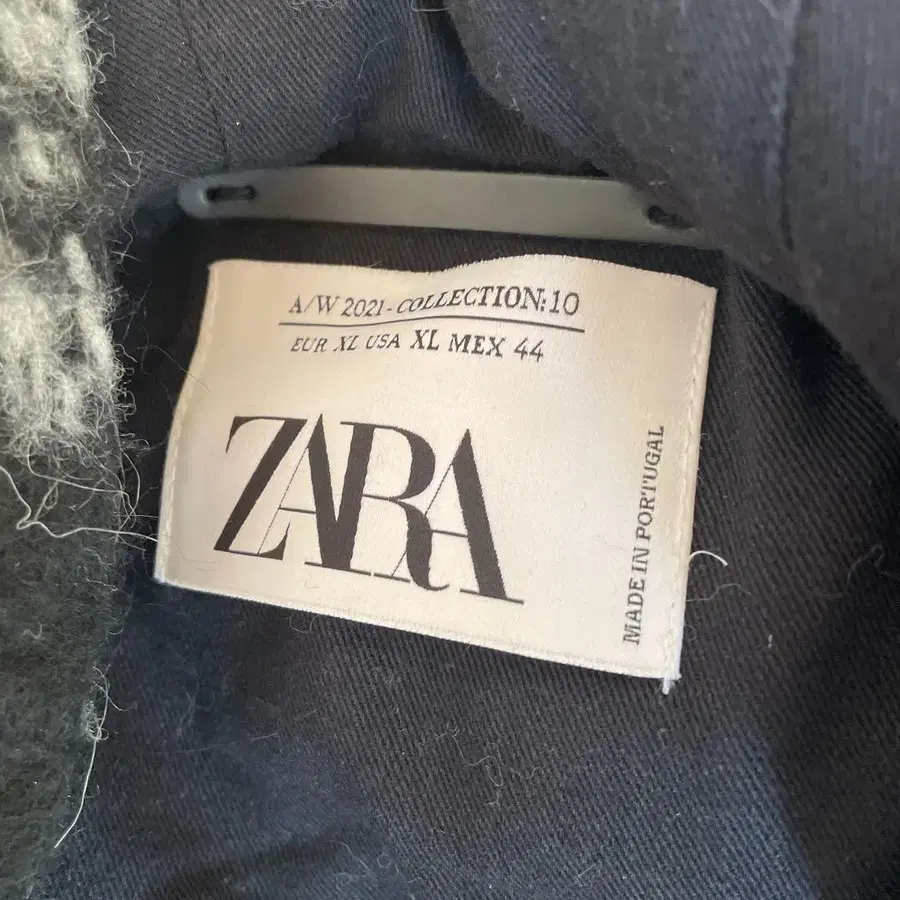 A/W 2021-COLLECTION:10
EUR XL USA XL MEX 44
ZARA
MADE IN PORTUGAL